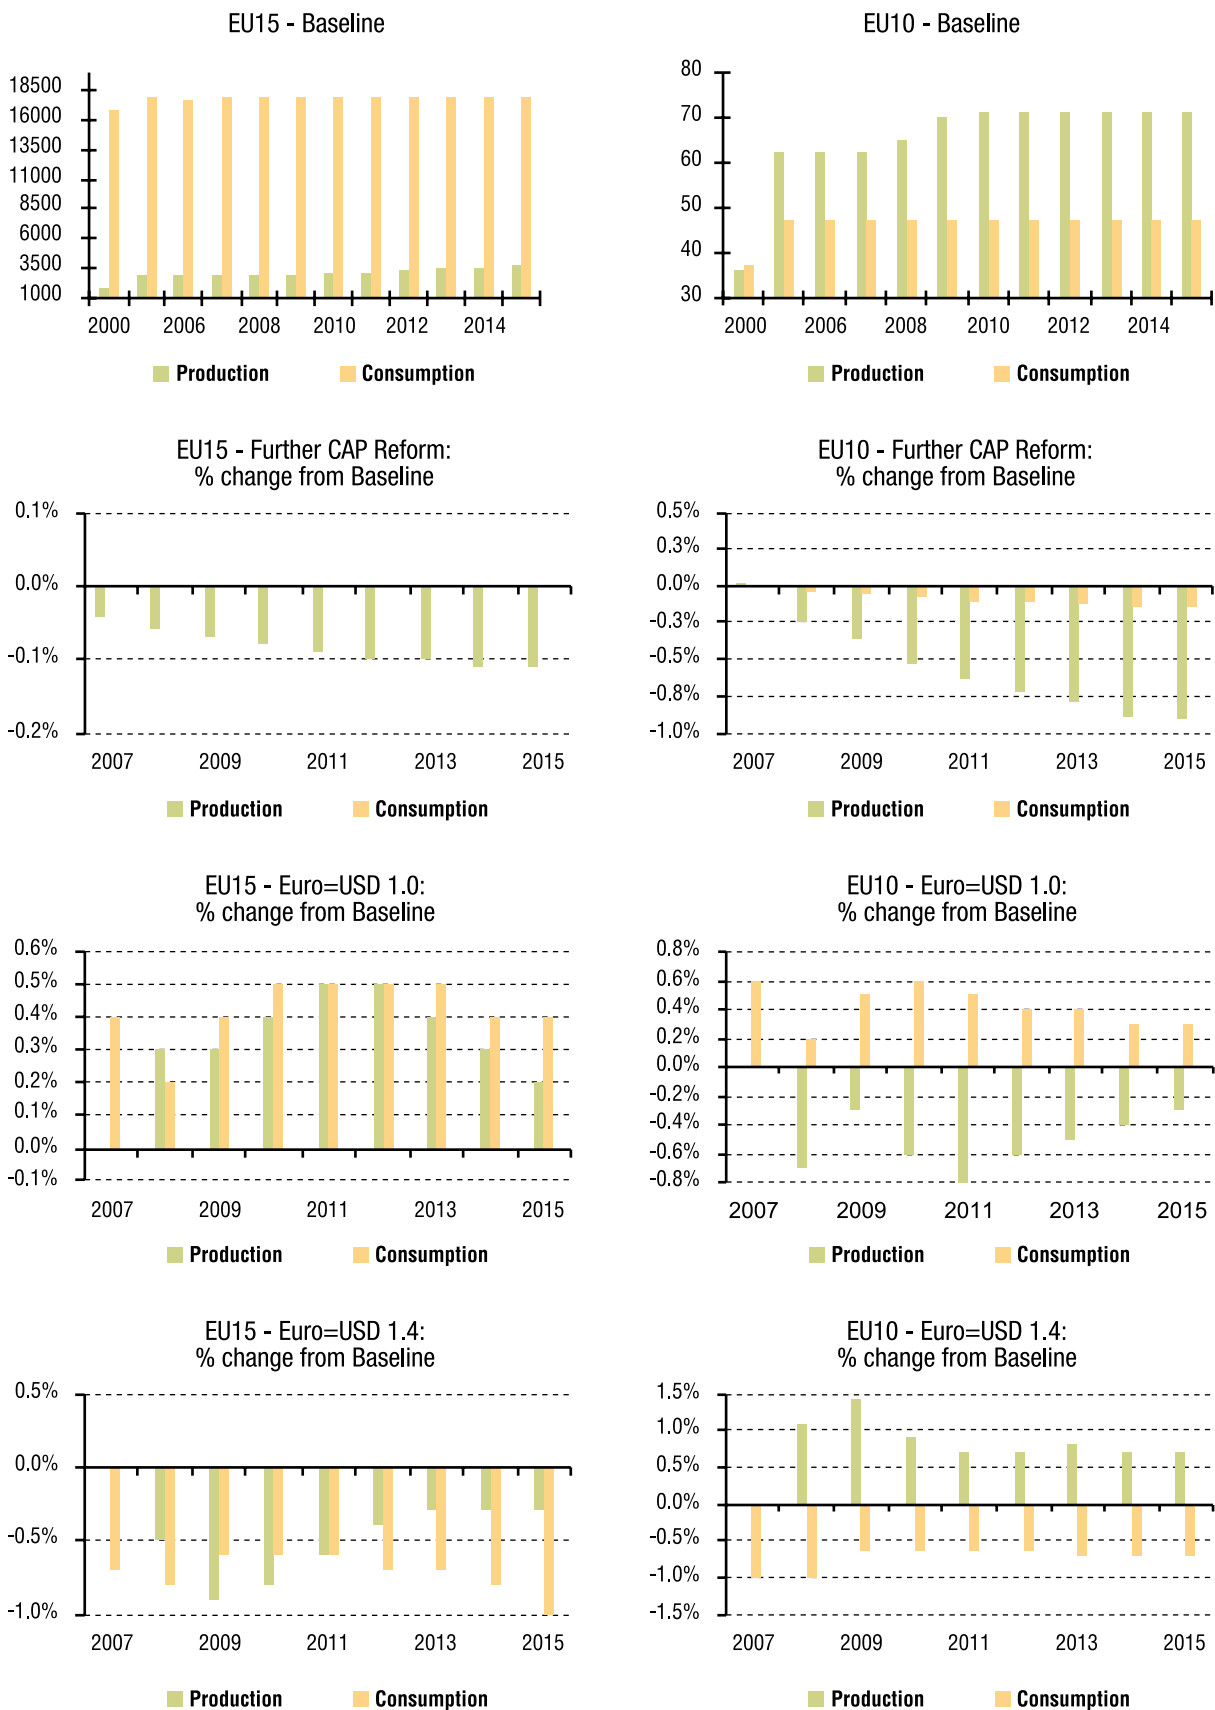 EU15 - Baseline
18500
16000
13500
11000
8500
6000
3500
1000
2000 2006 2008 2010 2012 2014
Production Consumption
EU10 - Baseline
80
70
60
50
40
30
2000 2006 2008 2010 2012 2014
Production Consumption
EU15 - Further CAP Reform:
% change from Baseline
0.1%
0.0%
-0.1%
-0.2%
2007 2009 2011 2013 2015
Production Consumption
EU10 - Further CAP Reform:
% change from Baseline
0.5%
0.3%
0.0%
-0.3%
-0.5%
-0.8%
-1.0%
2007 2009 2011 2013 2015
Production Consumption
EU15 - Euro=USD 1.0:
% change from Baseline
0.6%
0.5%
0.4%
0.3%
0.2%
0.1%
0.0%
-0.1%
2007 2009 2011 2013 2015
Production Consumption
EU10 - Euro=USD 1.0:
% change from Baseline
0.8%
0.6%
0.4%
0.2%
0.0%
-0.2%
-0.4%
-0.6%
-0.8%
2007 2009 2011 2013 2015
Production Consumption
EU15 - Euro=USD 1.4:
% change from Baseline
0.5%
0.0%
-0.5%
-1.0%
2007 2009 2011 2013 2015
Production Consumption
EU10 - Euro=USD 1.4:
% change from Baseline
1.5%
1.0%
0.5%
0.0%
-0.5%
-1.0%
-1.5%
2007 2009 2011 2013 2015
Production Consumption